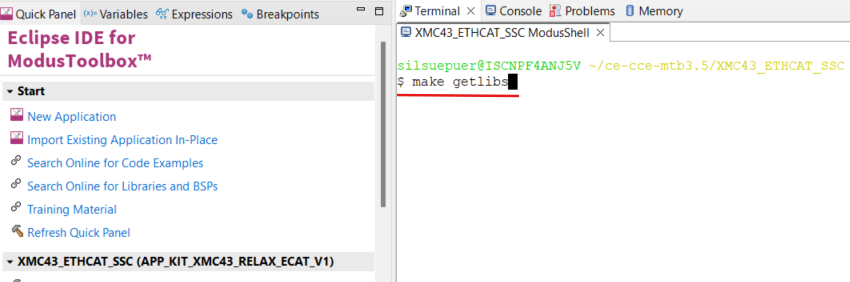 Quick Panel (x)= Variables Expressions Breakpoints
Eclipse IDE for
ModusToolbox™
Start
New Application
Import Existing Application In-Place
Search Online for Code Examples
Search Online for Libraries and BSPs
Training Material
Refresh Quick Panel
XMC43_ETHCAT_SSC (APP_KIT_XMC43_RELAX_ECAT_V1)
Terminal Console Problems Memory
XMC43_ETHCAT_SSC ModusShell
silsuepuer@ISCNPF4ANJ5V ~/ce-cce-mtb3.5/XMC43_ETHCAT_SSC
$ make getlibs